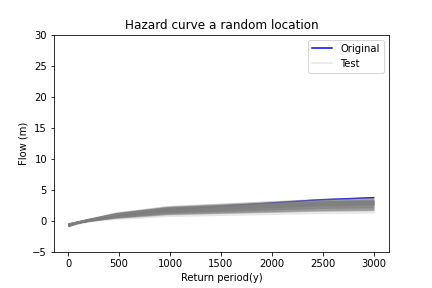 Hazard curve a random location
Original
Test
Flow (m)
30
25
20
15
10
5
0
−5
0 500 1000 1500 2000 2500 3000
Return period(y)